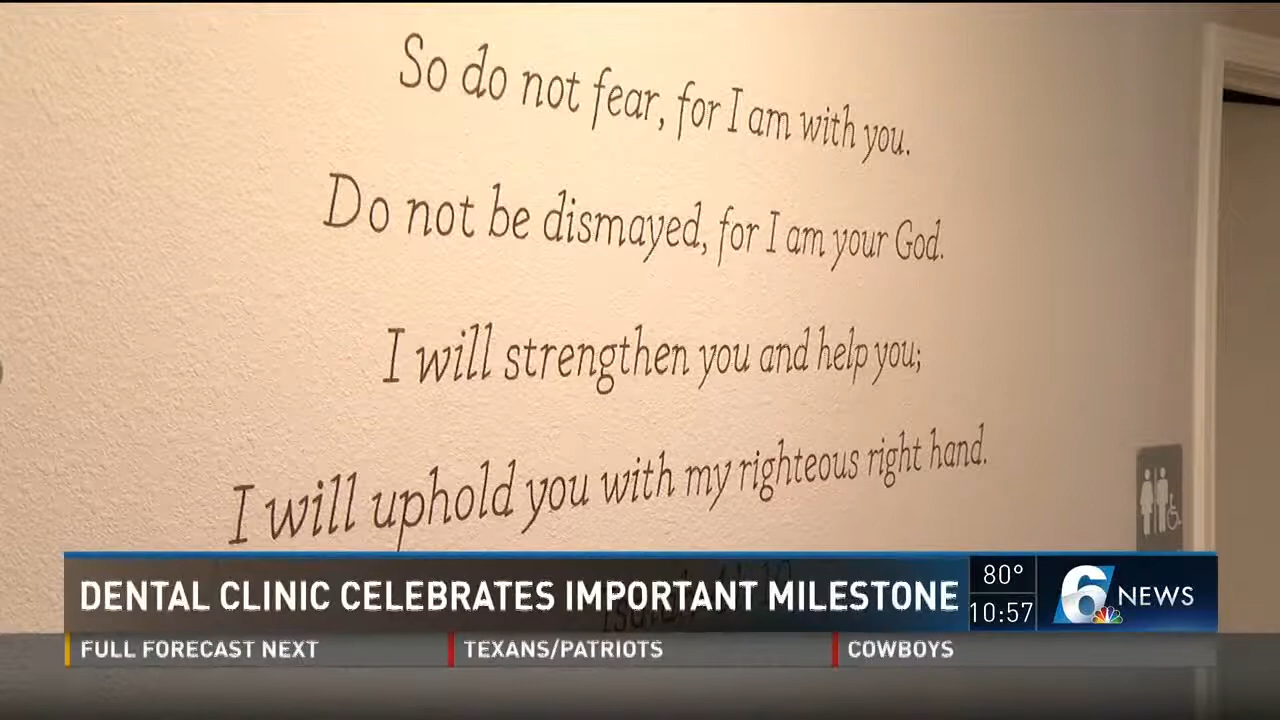 So do not fear, for I am with you.
Do not be dismayed, for I am your God.
I will strengthen you and help you;
I will uphold you with my righteous right hand.
DENTAL CLINIC CELEBRATES IMPORTANT MILESTONE
80°
10:57
6 NEWS
FULL FORECAST NEXT
TEXANS/PATRIOTS
COWBOYS